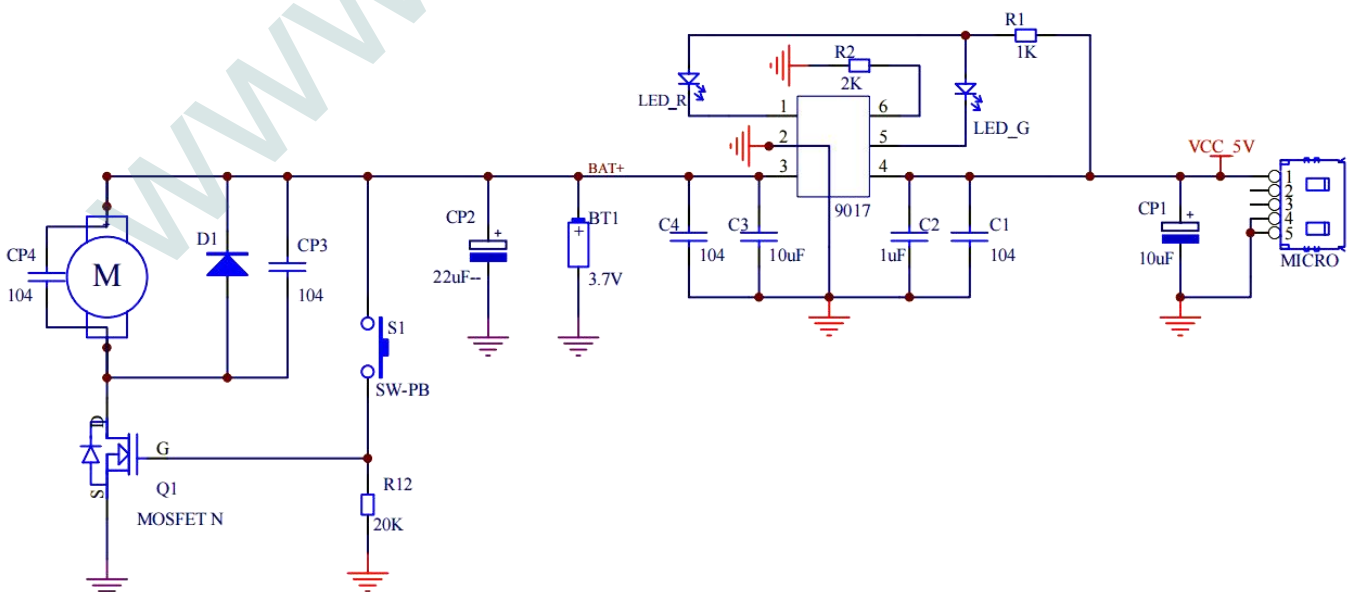 www
R1
1K
R2
2K
LED_R
LED_G
1
2
3
6
5
4
9017
BAT+
VCC_5V
1
2
3
4
5
MICRO
CP1
+
10uF
C2
1uF
C1
104
C4
104
C3
10uF
BT1
+
3.7V
CP2
+
22uF--
S1
SW-PB
CP3
104
D1
CP4
104
+
M
D
G
S
Q1
MOSFET N
R12
20K